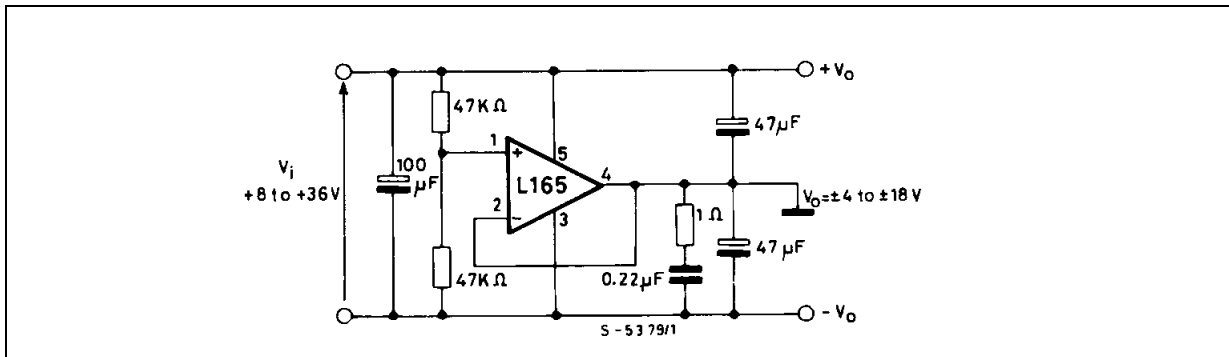 +Vo
47KΩ
47µF
1
5
Vi
+8 to +36V
100
µF
+
L165
4
2
-
3
1Ω
Vo=±4 to ±18V
47µF
47KΩ
0.22µF
-Vo
S-5379/1